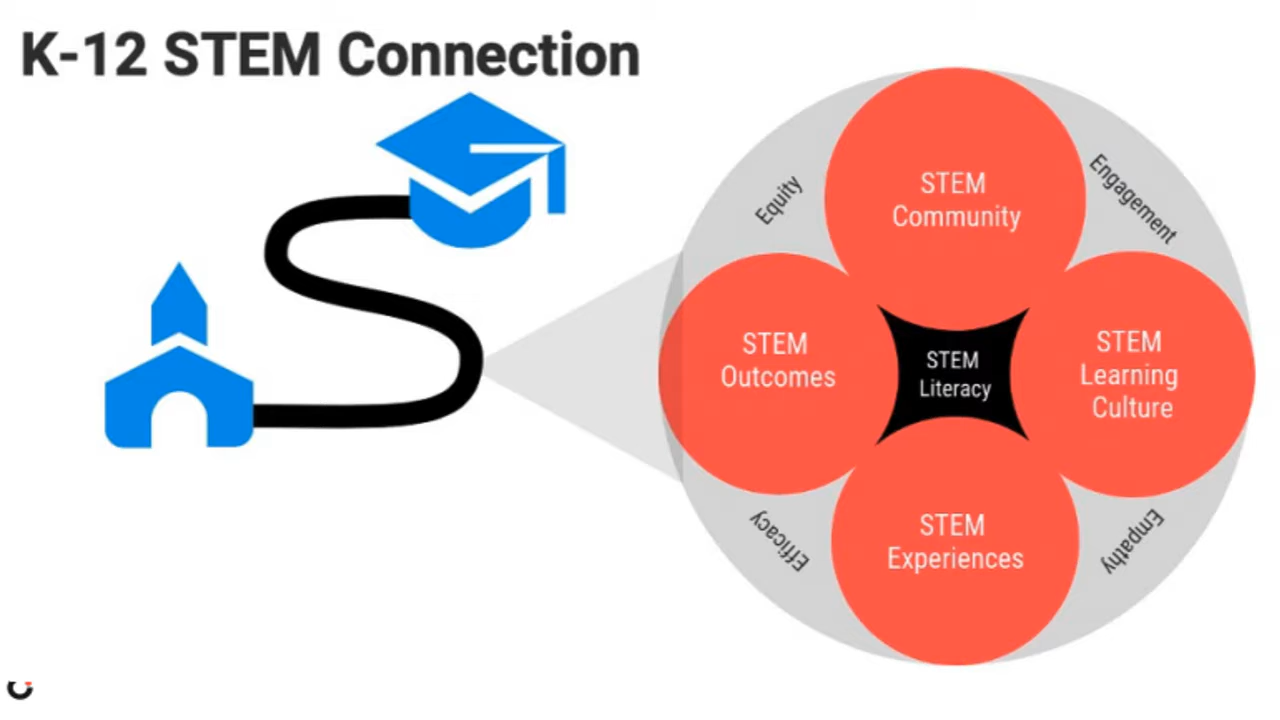 K-12 STEM Connection
Equity
Engagement
STEM
Community
STEM
Outcomes
STEM
Literacy
STEM
Learning
Culture
STEM
Experiences
Efficacy
Empathy